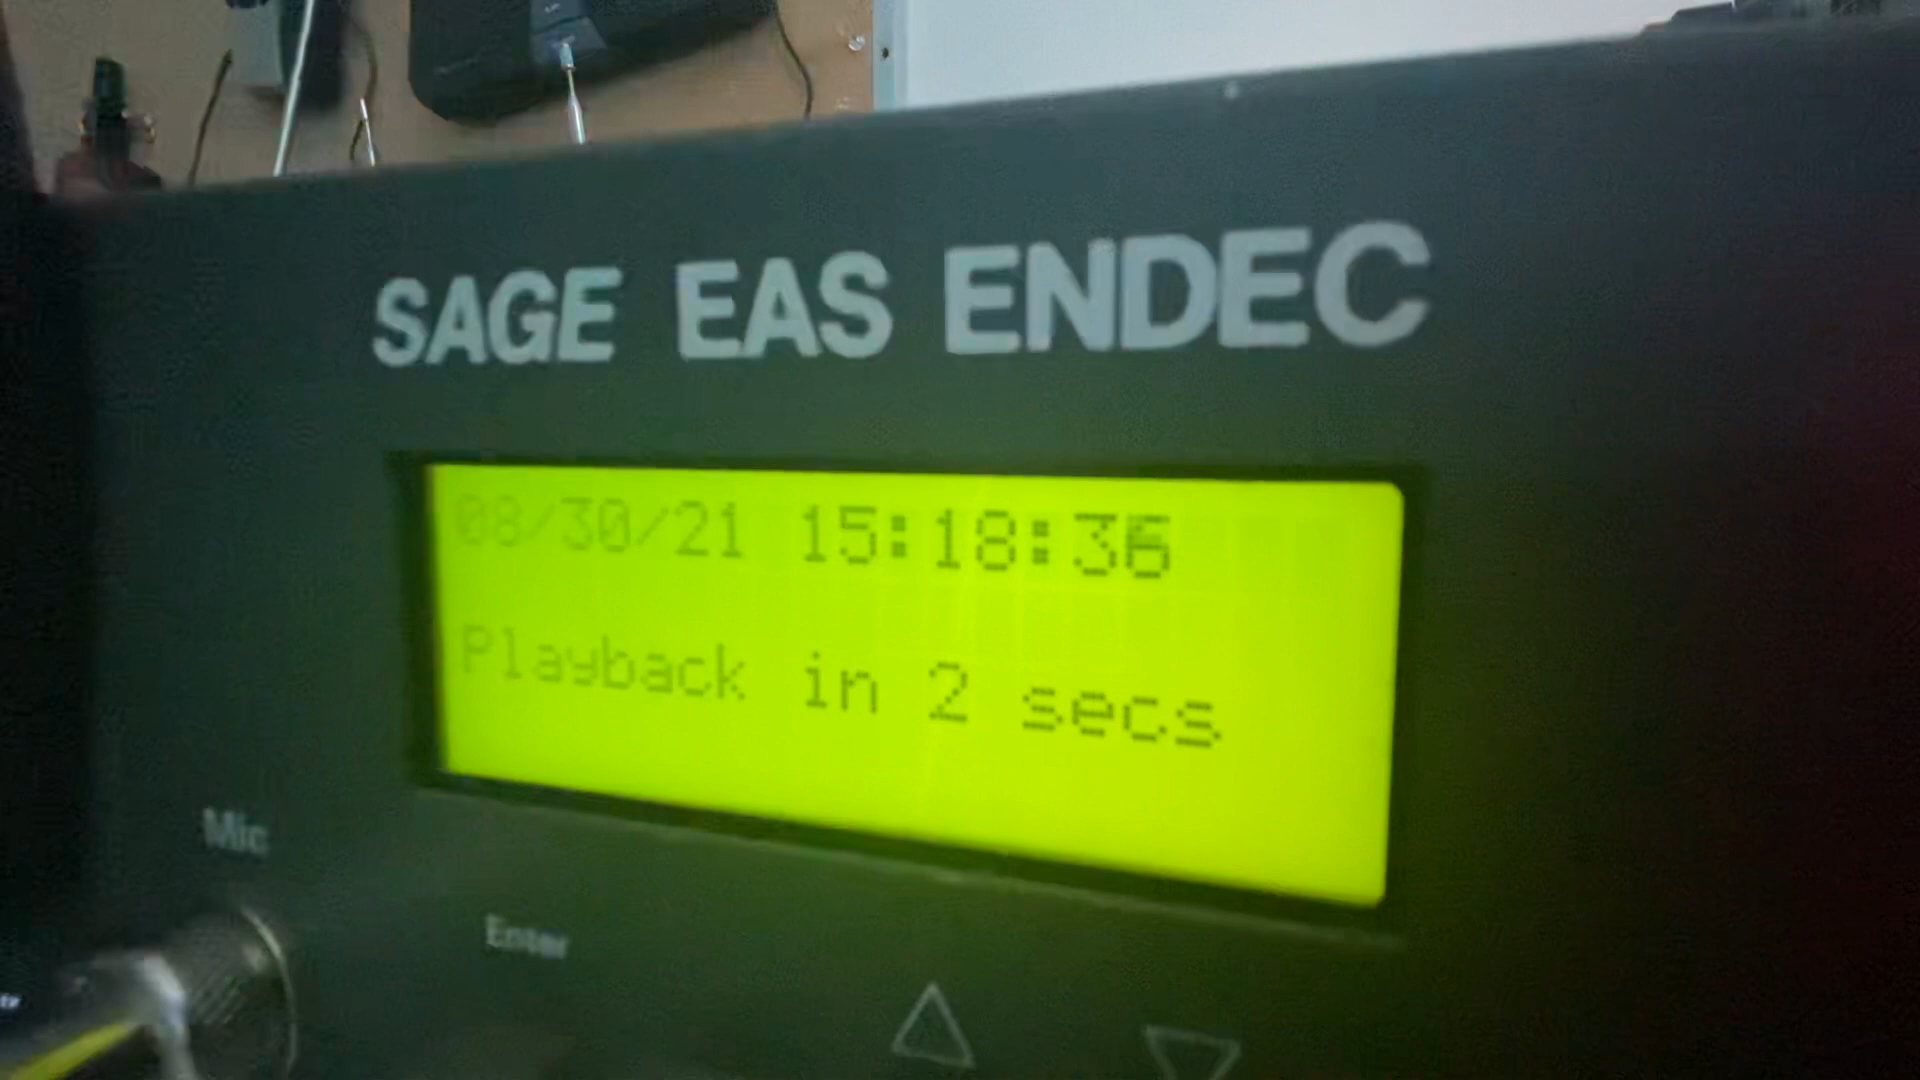 SAGE EAS ENDEC
08/30/21 15:18:36
Playback in 2 secs
Mic
Enter